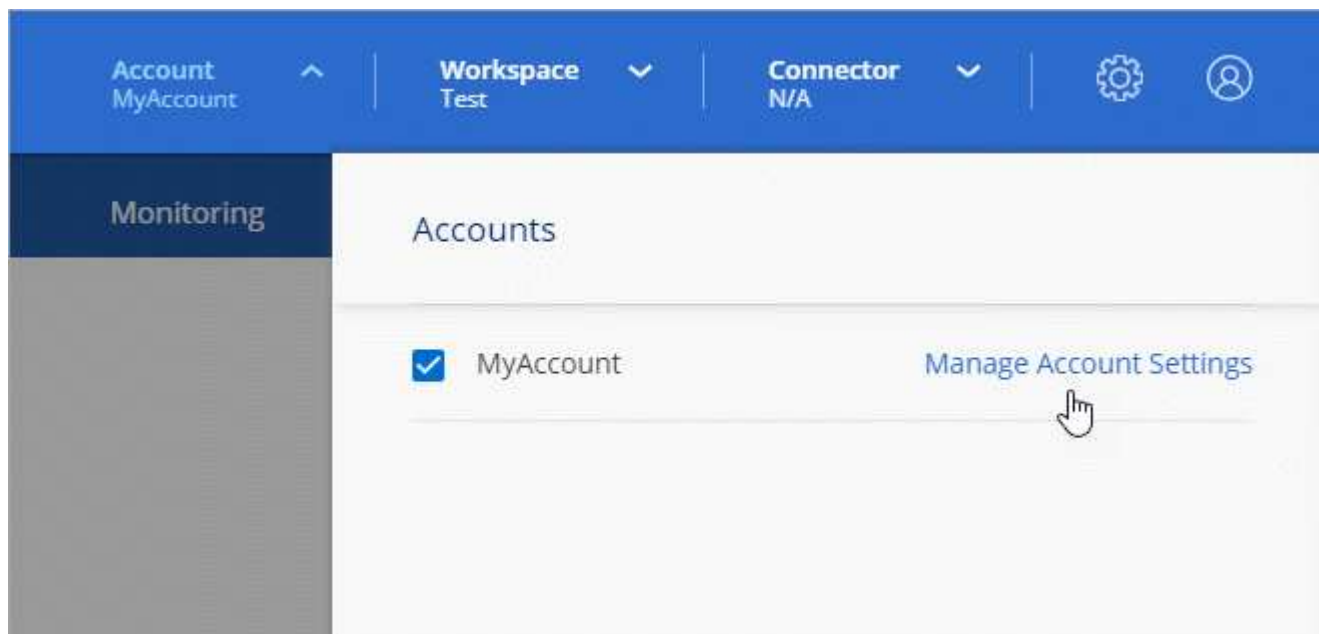 Account
MyAccount
Workspace
Test
Connector
N/A
Monitoring
Accounts
MyAccount
Manage Account Settings